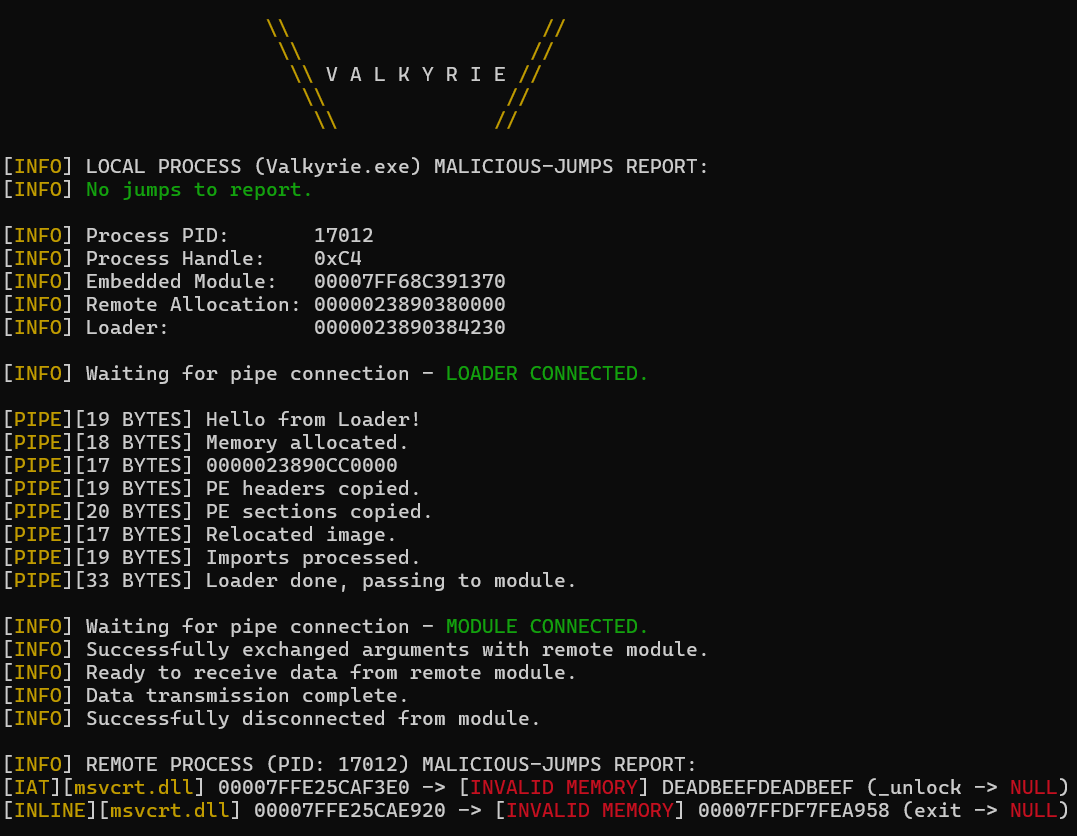 \\ //
\\ //
\\ V A L K Y R I E //
\\ //
\\ //
[INFO] LOCAL PROCESS (Valkyrie.exe) MALICIOUS-JUMPS REPORT:
[INFO] No jumps to report.
[INFO] Process PID: 17012
[INFO] Process Handle: 0xC4
[INFO] Embedded Module: 00007FF68C391370
[INFO] Remote Allocation: 0000023890380000
[INFO] Loader: 0000023890384230
[INFO] Waiting for pipe connection - LOADER CONNECTED.
[PIPE][19 BYTES] Hello from Loader!
[PIPE][18 BYTES] Memory allocated.
[PIPE][17 BYTES] 0000023890CC0000
[PIPE][19 BYTES] PE headers copied.
[PIPE][20 BYTES] PE sections copied.
[PIPE][17 BYTES] Relocated image.
[PIPE][19 BYTES] Imports processed.
[PIPE][33 BYTES] Loader done, passing to module.
[INFO] Waiting for pipe connection - MODULE CONNECTED.
[INFO] Successfully exchanged arguments with remote module.
[INFO] Ready to receive data from remote module.
[INFO] Data transmission complete.
[INFO] Successfully disconnected from module.
[INFO] REMOTE PROCESS (PID: 17012) MALICIOUS-JUMPS REPORT:
[IAT][msvcrt.dll] 00007FFE25CAF3E0 -> [INVALID MEMORY] DEADBEEFDEADBEEF (_unlock -> NULL)
[INLINE][msvcrt.dll] 00007FFE25CAE920 -> [INVALID MEMORY] 00007FFDF7FEA958 (exit -> NULL)